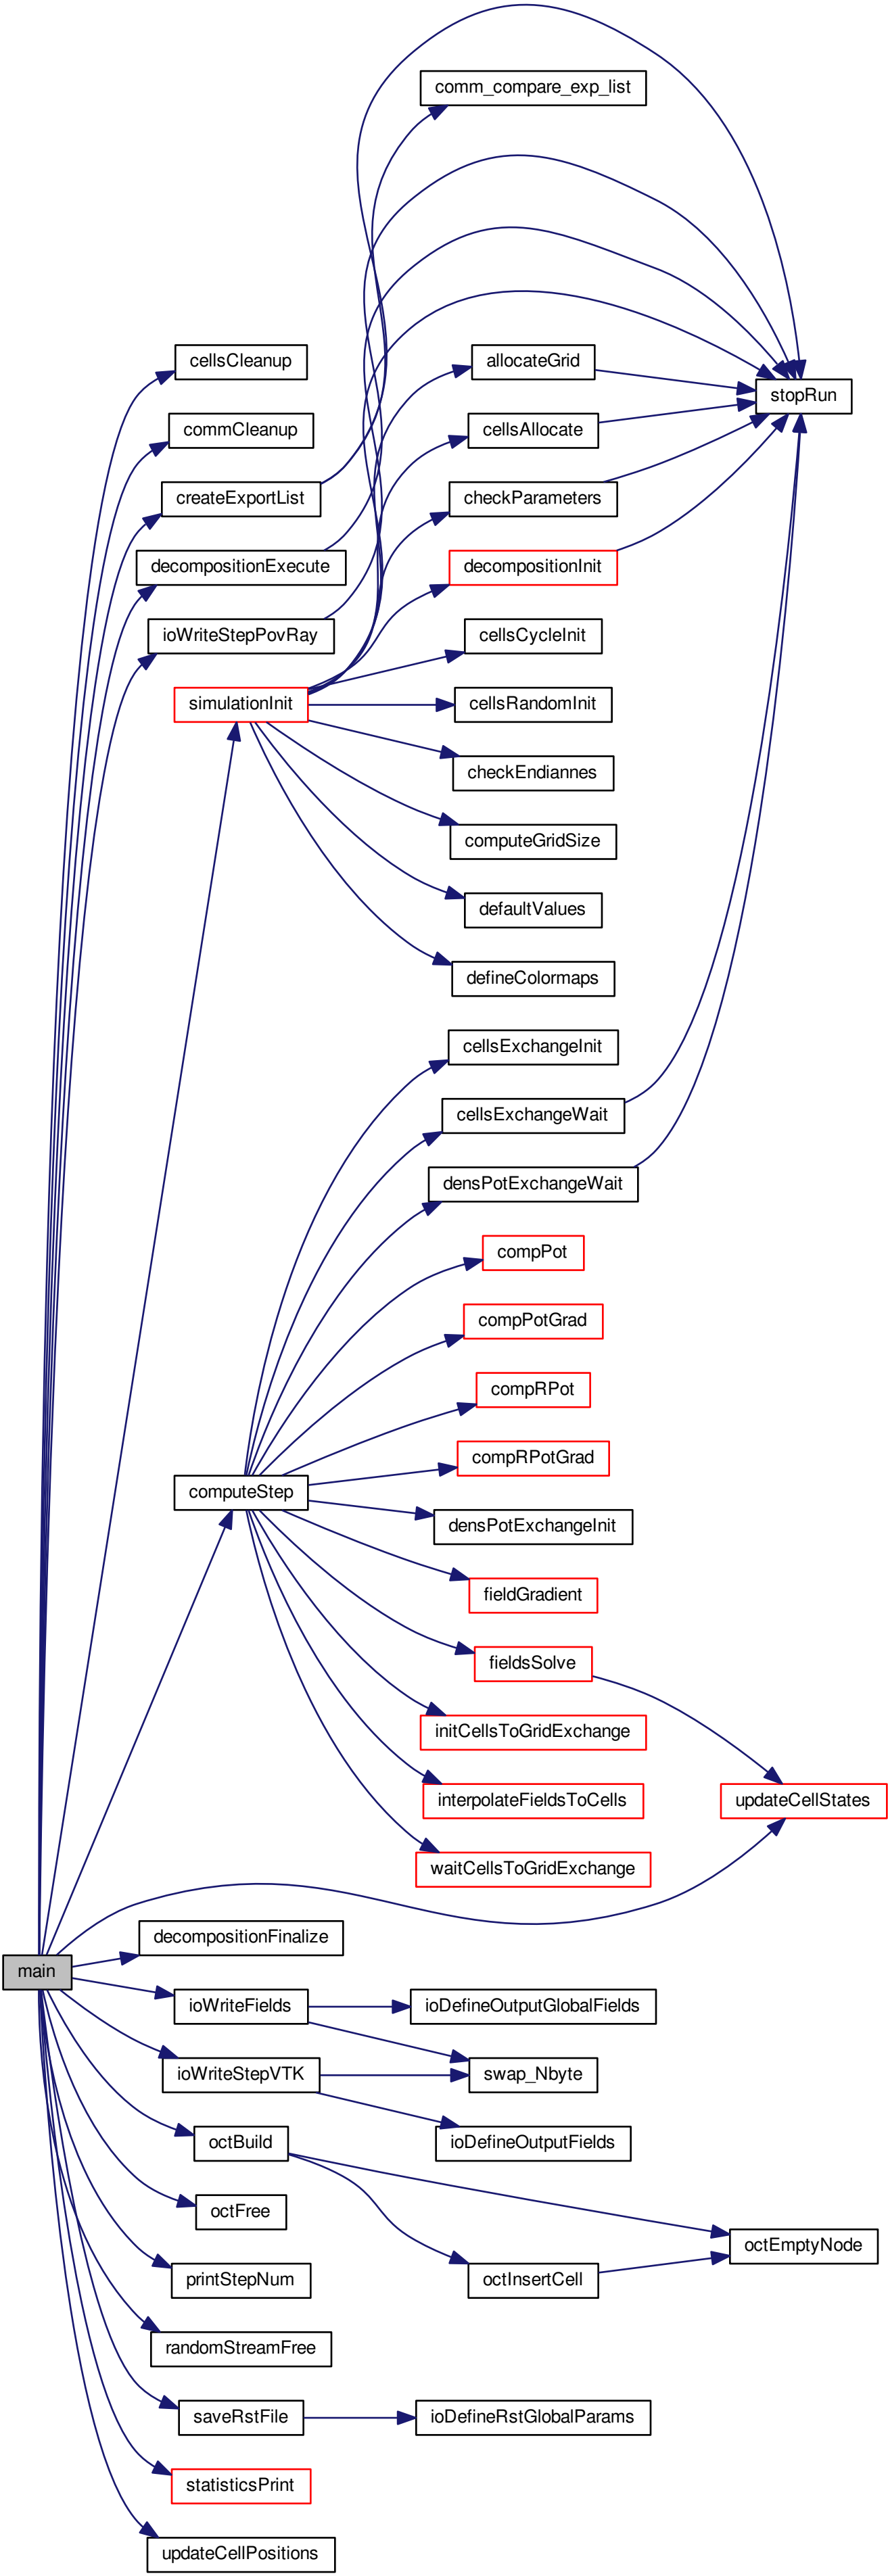 comm_compare_exp_list
cellsCleanup
allocateGrid
stopRun
commCleanup
cellsAllocate
createExportList
checkParameters
decompositionExecute
decompositionInit
ioWriteStepPovRay
cellsCycleInit
simulationInit
cellsRandomInit
checkEndiannes
computeGridSize
defaultValues
defineColormaps
cellsExchangeInit
cellsExchangeWait
densPotExchangeWait
compPot
compPotGrad
compRPot
compRPotGrad
computeStep
densPotExchangeInit
fieldGradient
fieldsSolve
initCellsToGridExchange
interpolateFieldsToCells
updateCellStates
waitCellsToGridExchange
decompositionFinalize
main
ioWriteFields
ioDefineOutputGlobalFields
ioWriteStepVTK
swap_Nbyte
octBuild
ioDefineOutputFields
octFree
octEmptyNode
printStepNum
octInsertCell
randomStreamFree
saveRstFile
ioDefineRstGlobalParams
statisticsPrint
updateCellPositions